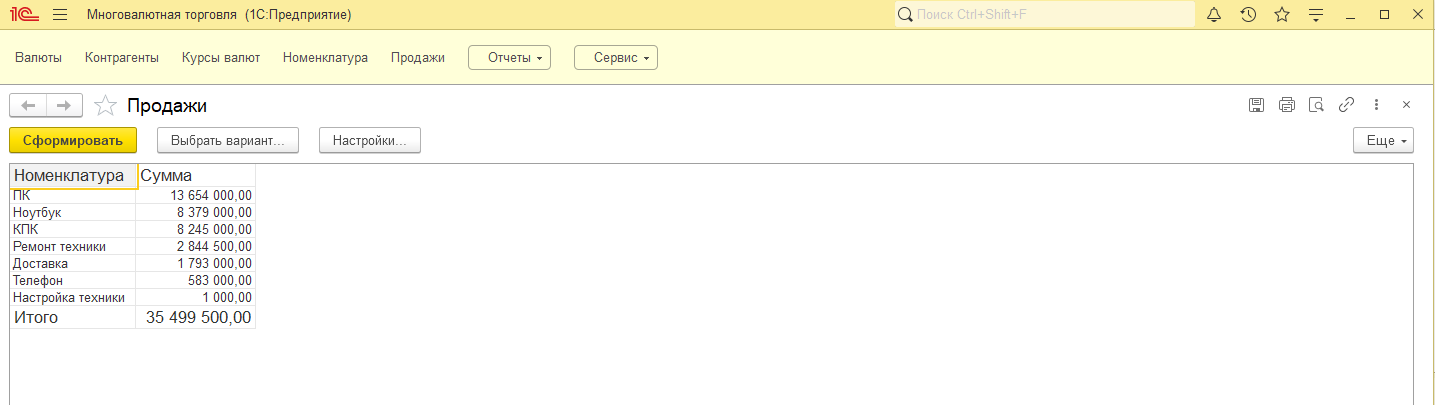 1С Многовалютная торговля (1С:Предприятие) Поиск Ctrl+Shift+F
Валюты Контрагенты Курсы валют Номенклатура Продажи Отчеты Сервис
Продажи
Сформировать Выбрать вариант... Настройки... Еще
Номенклатура Сумма
ПК 13 654 000,00
Ноутбук 8 379 000,00
КПК 8 245 000,00
Ремонт техники 2 844 500,00
Доставка 1 793 000,00
Телефон 583 000,00
Настройка техники 1 000,00
Итого 35 499 500,00